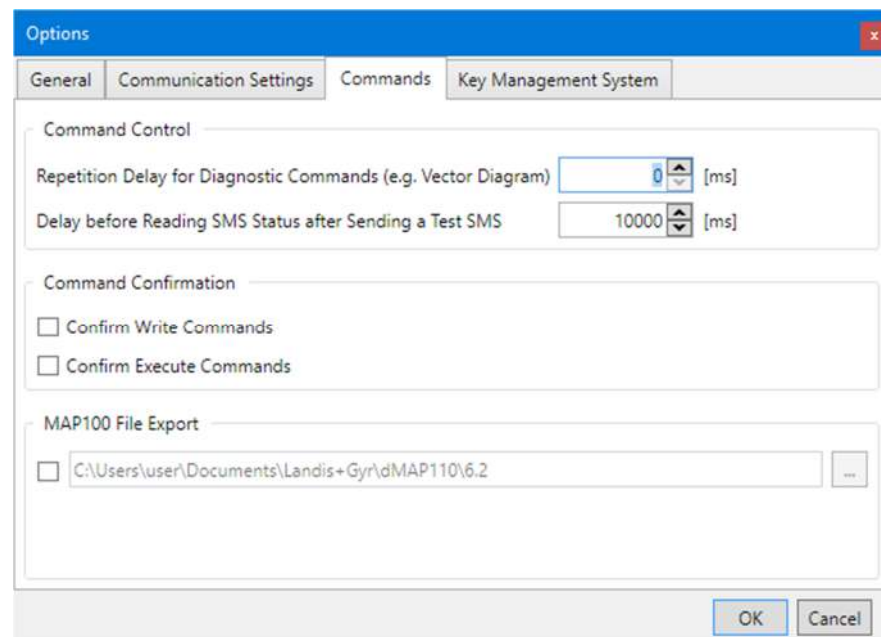 Options
x
General Communication Settings Commands Key Management System
Command Control
Repetition Delay for Diagnostic Commands (e.g. Vector Diagram) 0 [ms]
Delay before Reading SMS Status after Sending a Test SMS 10000 [ms]
Command Confirmation
Confirm Write Commands
Confirm Execute Commands
MAP100 File Export
C:\Users\user\Documents\Landis+Gyr\dMAP110\6.2 ...
OK Cancel